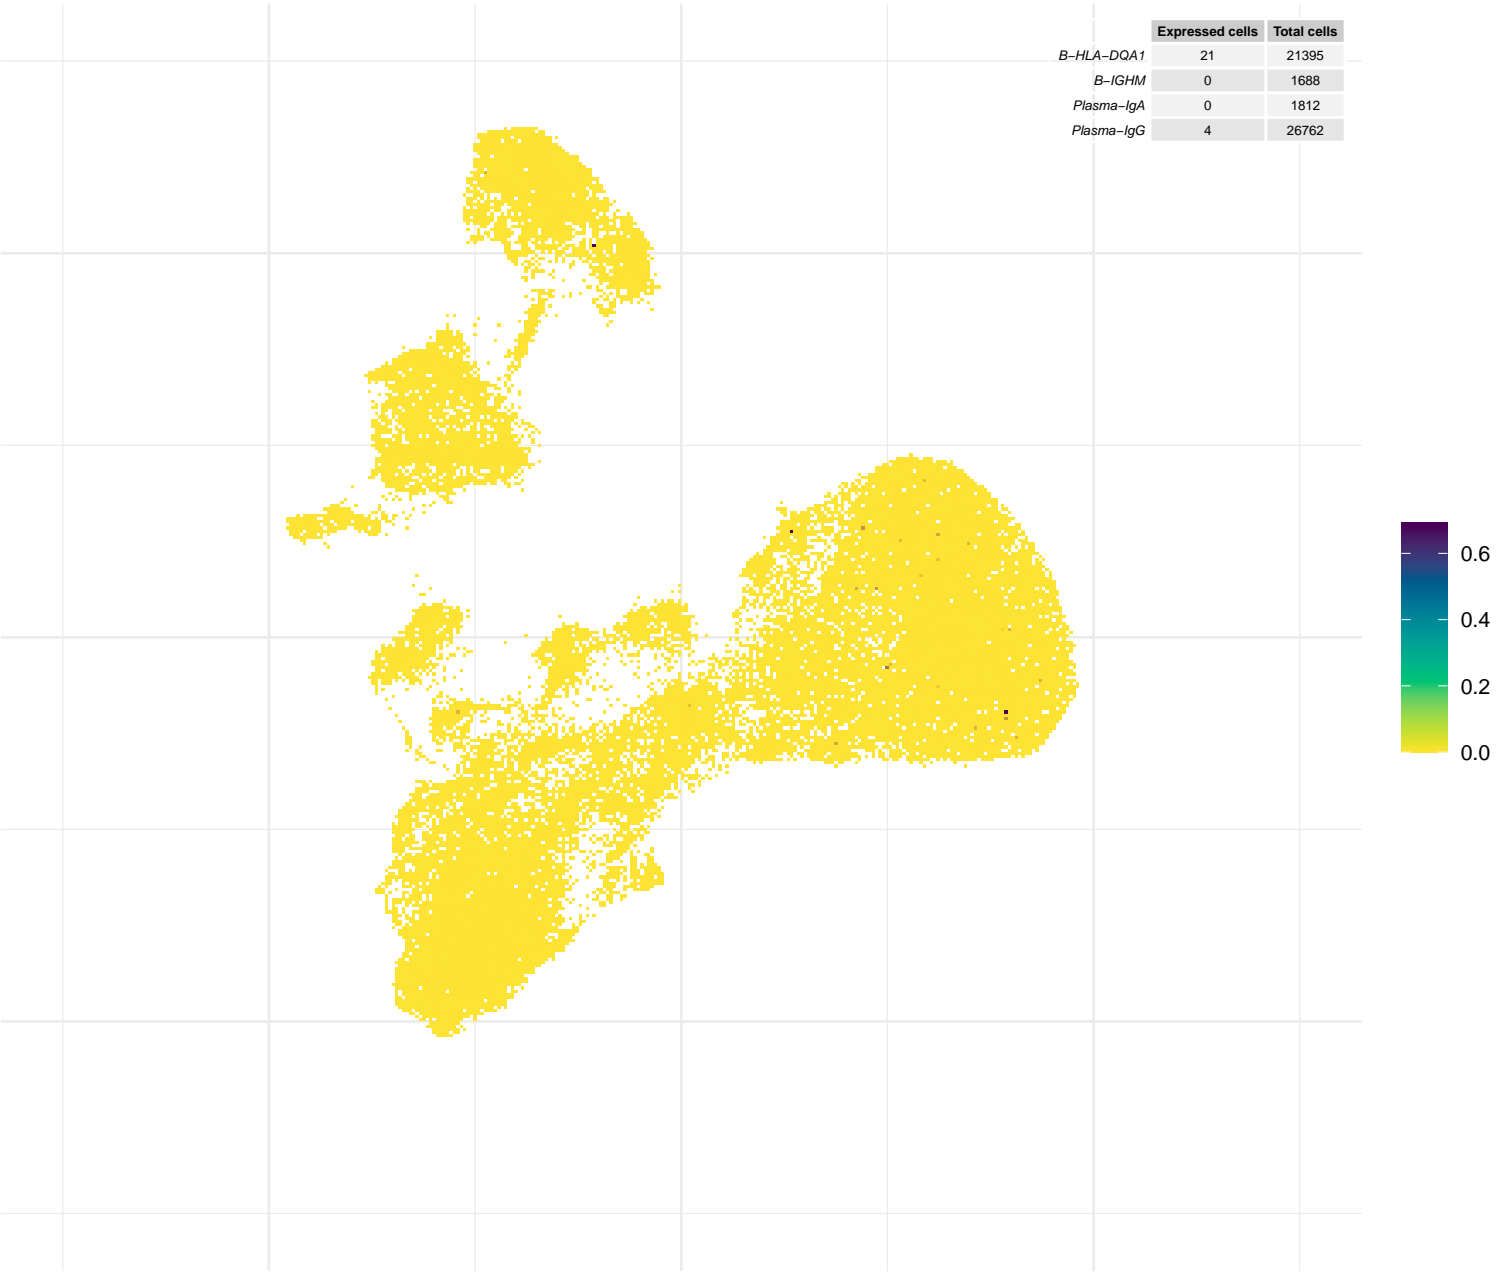 Expressed cells Total cells
B−HLA−DQA1 21 21395
B−IGHM 0 1688
Plasma−IgA 0 1812
Plasma−IgG 4 26762
0.6
0.4
0.2
0.0